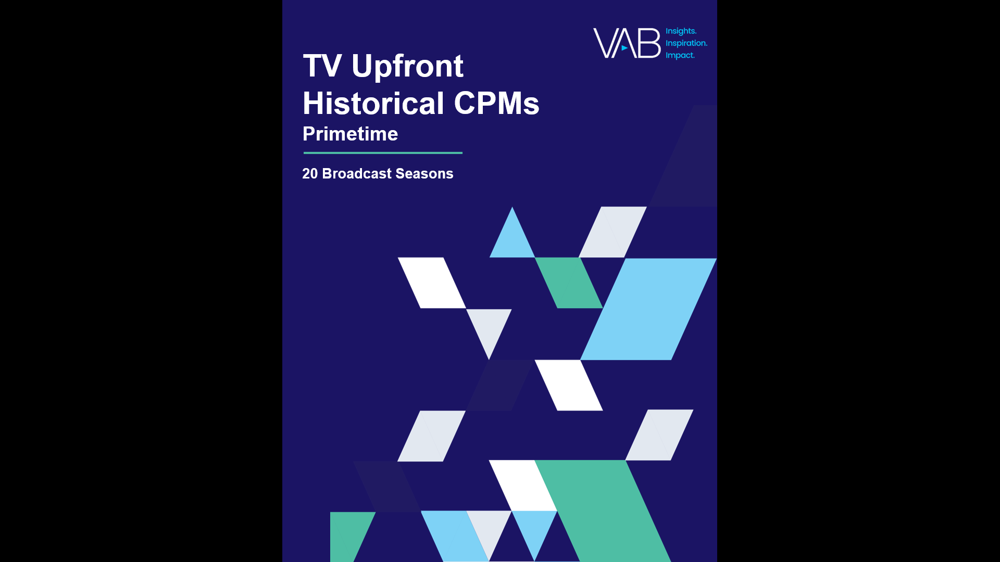 VAB
Insights.
Inspiration.
Impact.
TV Upfront
Historical CPMs
Primetime
20 Broadcast Seasons